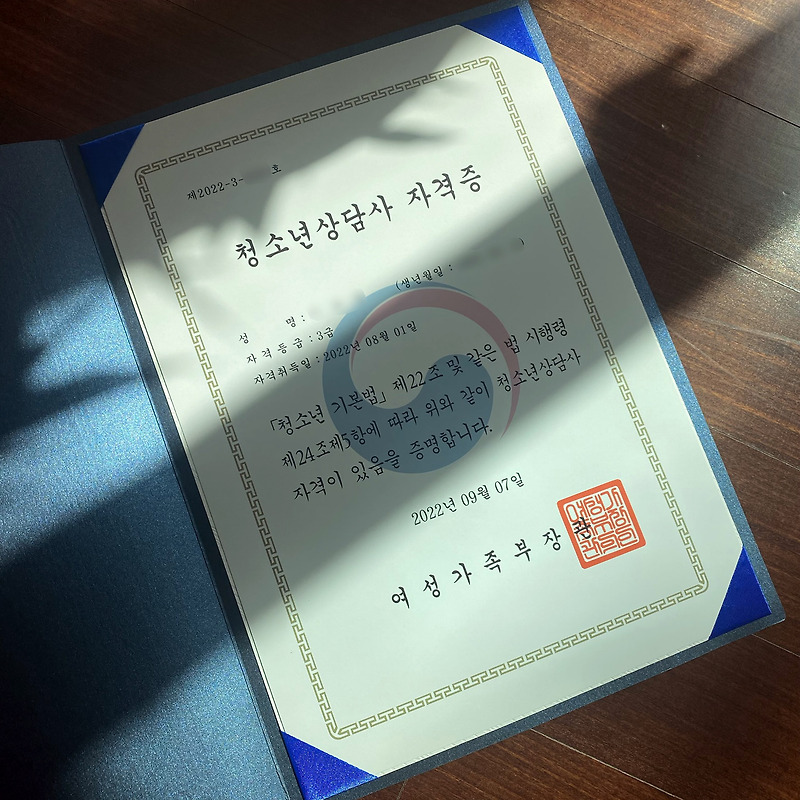 제2022-3- 호
청소년상담사 자격증
성 명 : (생년월일 : )
자 격 등 급 : 3급
자격취득일 : 2022년 08월 01일
「청소년 기본법」 제22조 및 같은 법 시행령
제24조제5항에 따라 위와 같이 청소년상담사
자격이 있음을 증명합니다.
2022년 09월 07일
여 성 가 족 부 장 관